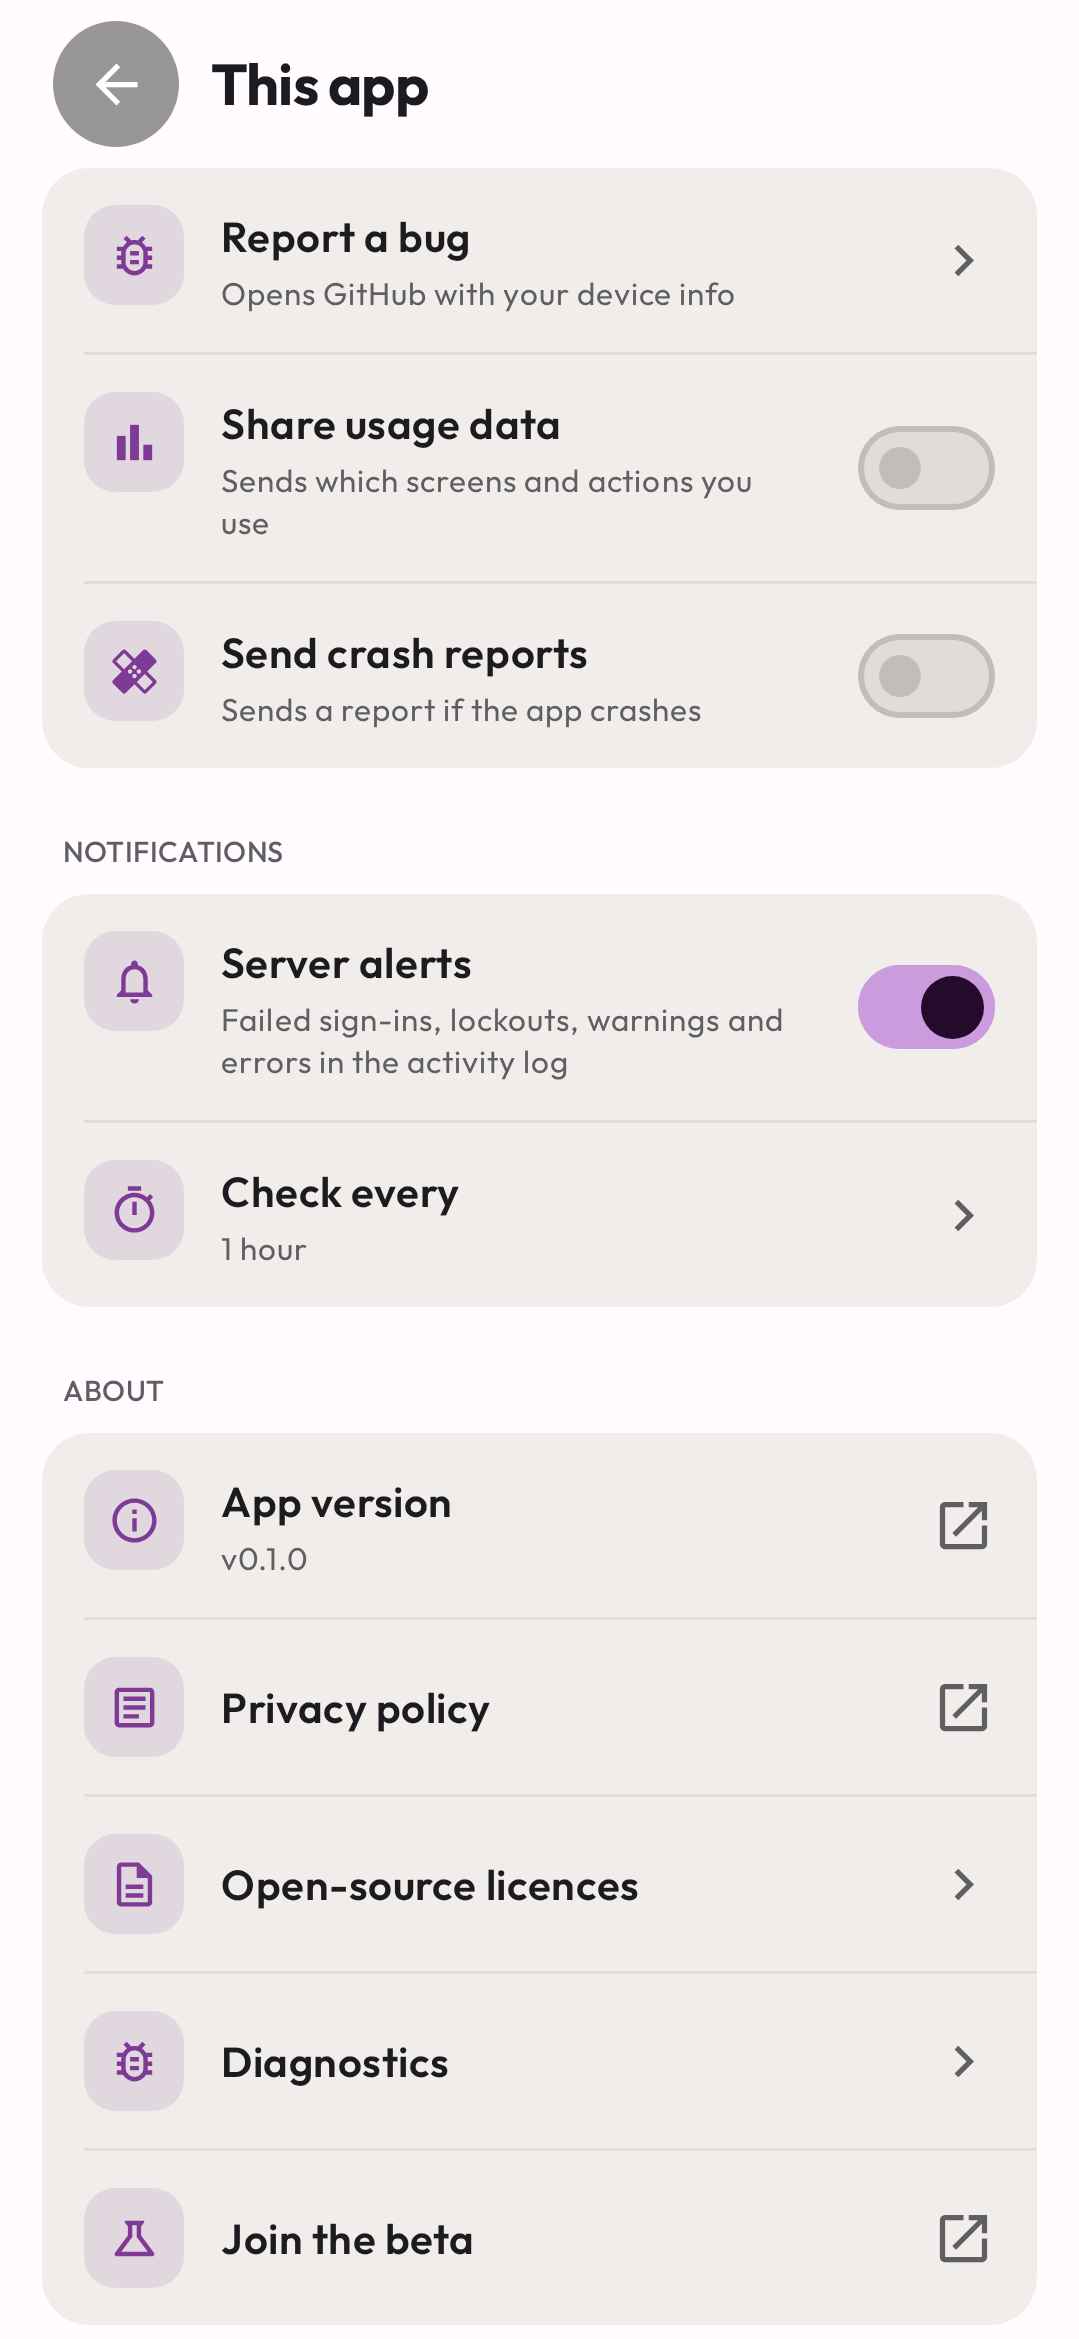 This app
Report a bug
Opens GitHub with your device info
Share usage data
Sends which screens and actions you
use
Send crash reports
Sends a report if the app crashes
NOTIFICATIONS
Server alerts
Failed sign-ins, lockouts, warnings and
errors in the activity log
Check every
1 hour
ABOUT
App version
v0.1.0
Privacy policy
Open-source licences
Diagnostics
Join the beta